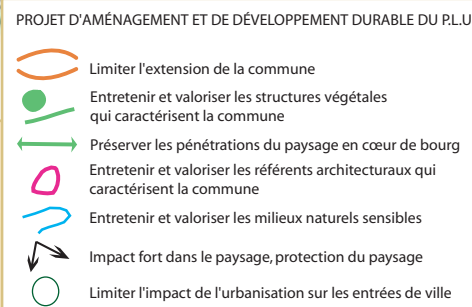 PROJET D'AMÉNAGEMENT ET DE DÉVELOPPEMENT DURABLE DU P.L.U
Limiter l'extension de la commune
Entretenir et valoriser les structures végétales
qui caractérisent la commune
Préserver les pénétrations du paysage en cœur de bourg
Entretenir et valoriser les référents architecturaux qui
caractérisent la commune
Entretenir et valoriser les milieux naturels sensibles
Impact fort dans le paysage, protection du paysage
Limiter l'impact de l'urbanisation sur les entrées de ville